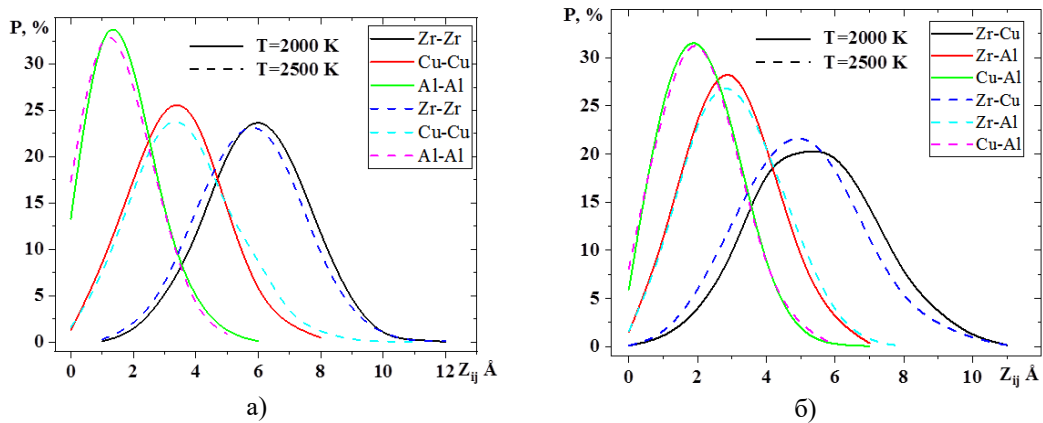 P, %
T=2000 K
T=2500 K
Zr-Zr
Cu-Cu
Al-Al
Zr-Zr
Cu-Cu
Al-Al
30
25
20
15
10
5
0
0 2 4 6 8 10 12 Zij Å
а)
P, %
T=2000 K
T=2500 K
Zr-Cu
Zr-Al
Cu-Al
Zr-Cu
Zr-Al
Cu-Al
30
25
20
15
10
5
0
0 2 4 6 8 10 Zij Å
б)